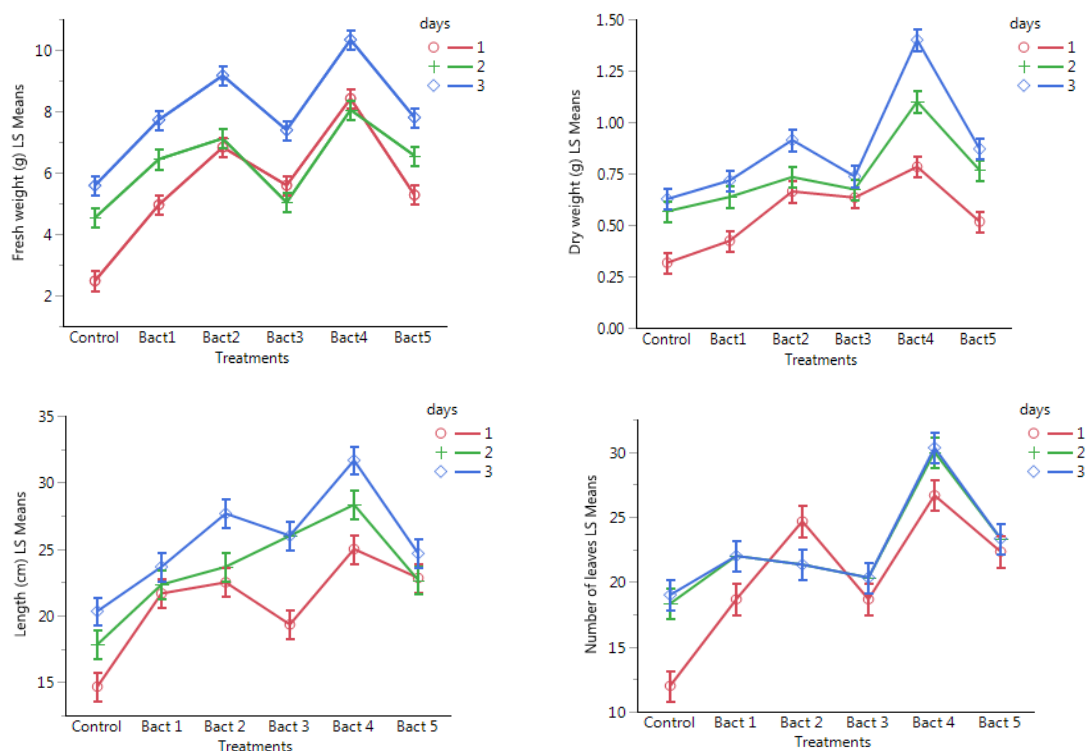 days
1
2
3
Fresh weight (g) LS Means
10
8
6
4
2
Control Bact1 Bact2 Bact3 Bact4 Bact5
Treatments
days
1
2
3
Dry weight (g) LS Means
1.50
1.25
1.00
0.75
0.50
0.25
0.00
Control Bact1 Bact2 Bact3 Bact4 Bact5
Treatments
days
1
2
3
Length (cm) LS Means
35
30
25
20
15
Control Bact 1 Bact 2 Bact 3 Bact 4 Bact 5
Treatments
days
1
2
3
Number of leaves LS Means
30
25
20
15
10
Control Bact 1 Bact 2 Bact 3 Bact 4 Bact 5
Treatments